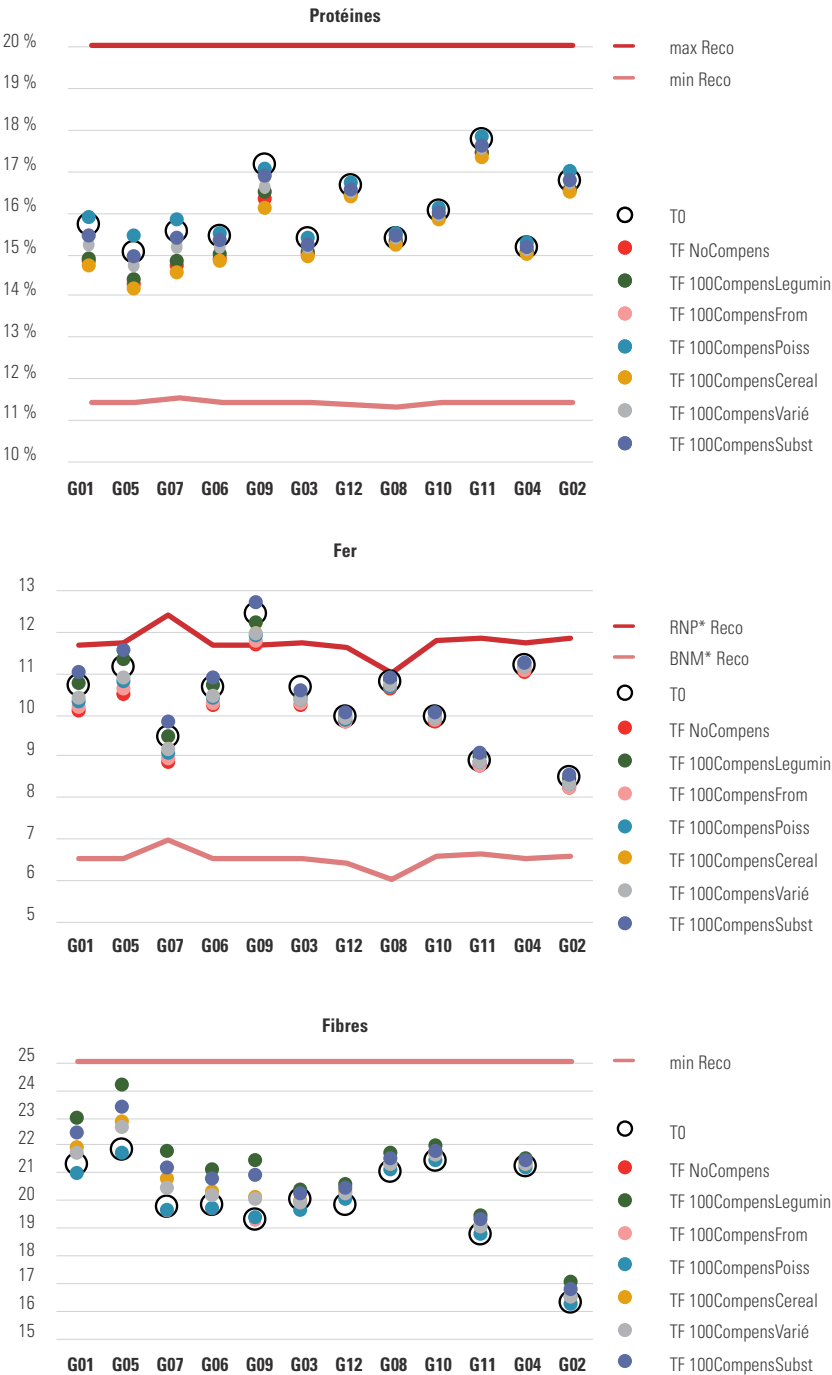 Protéines
20 %
19 %
18 %
17 %
16 %
15 %
14 %
13 %
12 %
11 %
10 %
G01 G05 G07 G06 G09 G03 G12 G08 G10 G11 G04 G02
max Reco
min Reco
T0
TF NoCompens
TF 100CompensLegumin
TF 100CompensFrom
TF 100CompensPoiss
TF 100CompensCereal
TF 100CompensVarié
TF 100CompensSubst
Fer
13
12
11
10
9
8
7
6
5
G01 G05 G07 G06 G09 G03 G12 G08 G10 G11 G04 G02
RNP* Reco
BNM* Reco
T0
TF NoCompens
TF 100CompensLegumin
TF 100CompensFrom
TF 100CompensPoiss
TF 100CompensCereal
TF 100CompensVarié
TF 100CompensSubst
Fibres
25
24
23
22
21
20
19
18
17
16
15
G01 G05 G07 G06 G09 G03 G12 G08 G10 G11 G04 G02
min Reco
T0
TF NoCompens
TF 100CompensLegumin
TF 100CompensFrom
TF 100CompensPoiss
TF 100CompensCereal
TF 100CompensVarié
TF 100CompensSubst